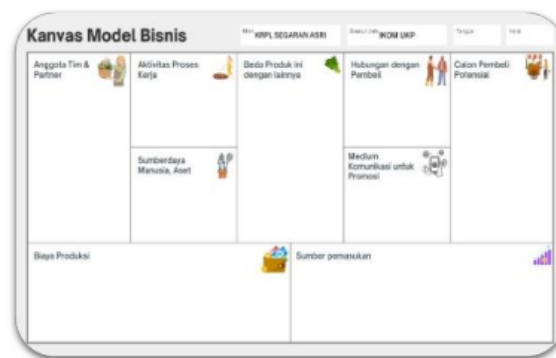 Kanvas Model Bisnis
KRPL SEGARAN ASRI
IKOM UKP
Anggota Tim &
Partner
Aktivitas Proses
Kerja
Beda Produk ini
dengan lainnya
Hubungan dengan
Pembeli
Calon Pembeli
Potensial
Sumberdaya
Manusia, Aset
Medium
Komunikasi untuk
Promosi
Biaya Produksi
Sumber pemasukan